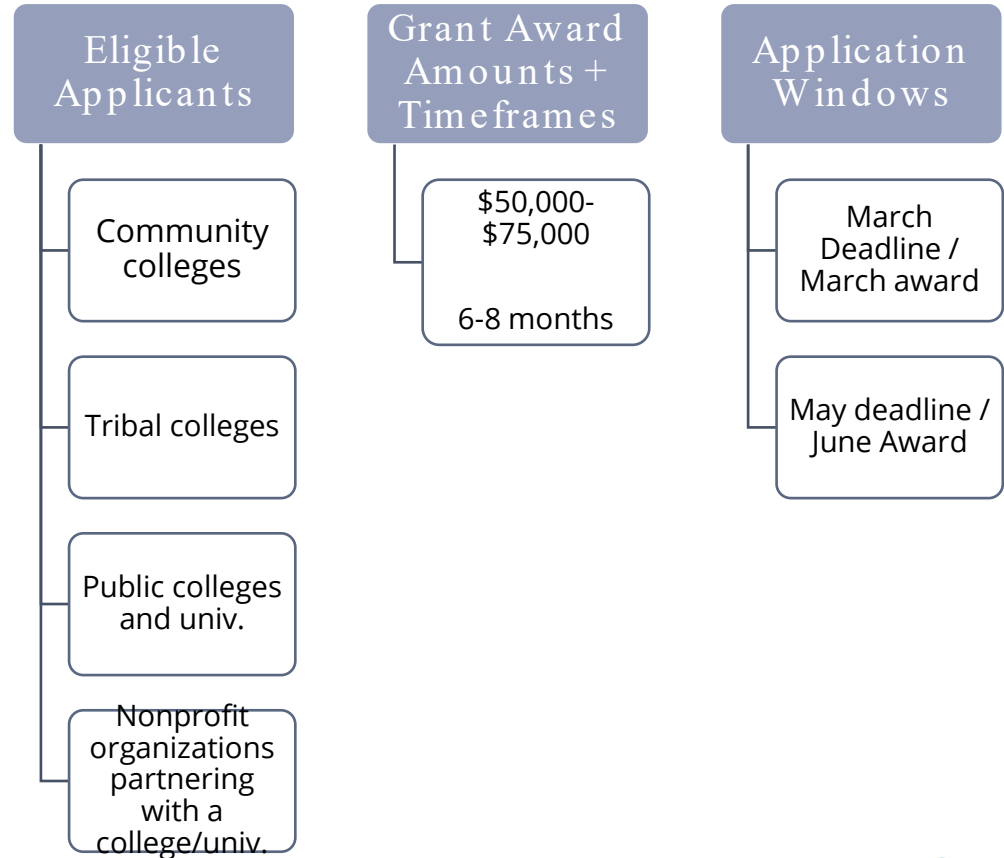 Eligible
Applicants
Community
colleges
Tribal colleges
Public colleges
and univ.
Nonprofit
organizations
partnering
with a
college/univ.
Grant Award
Amounts +
Timeframes
$50,000-
$75,000
6-8 months
Application
Windows
March
Deadline /
March award
May deadline /
June Award